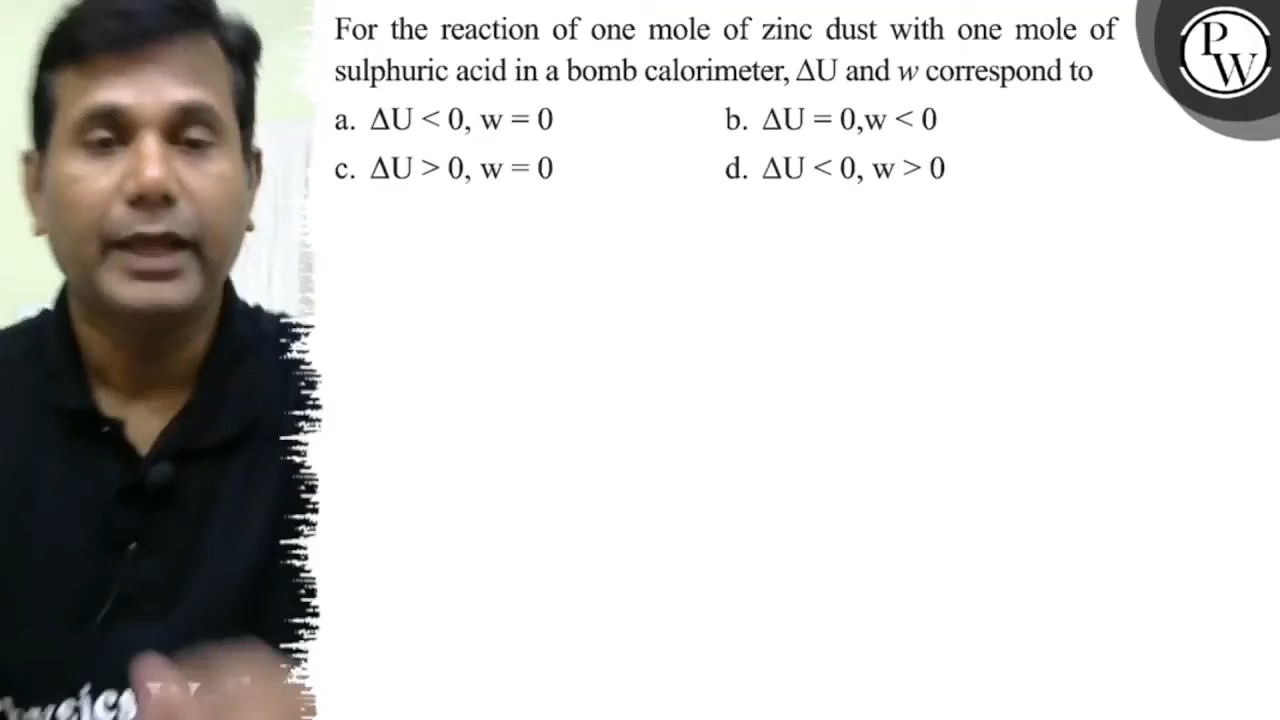 For the reaction of one mole of zinc dust with one mole of
sulphuric acid in a bomb calorimeter, ΔU and w correspond to
a. ΔU < 0, w = 0 b. ΔU = 0,w < 0
c. ΔU > 0, w = 0 d. ΔU < 0, w > 0
P
W